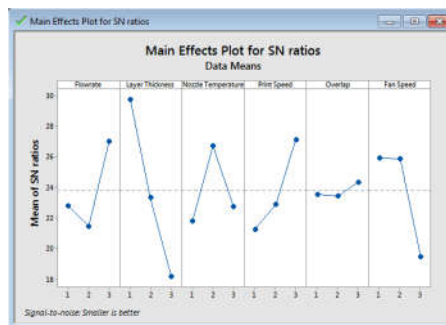 Main Effects Plot for SN ratios
Main Effects Plot for SN ratios
Data Means
Flowrate Layer Thickness Nozzle Temperature Print Speed Overlap Fan Speed
Mean of SN ratios
30
28
26
24
22
20
18
1 2 3 1 2 3 1 2 3 1 2 3 1 2 3 1 2 3
Signal-to-noise: Smaller is better